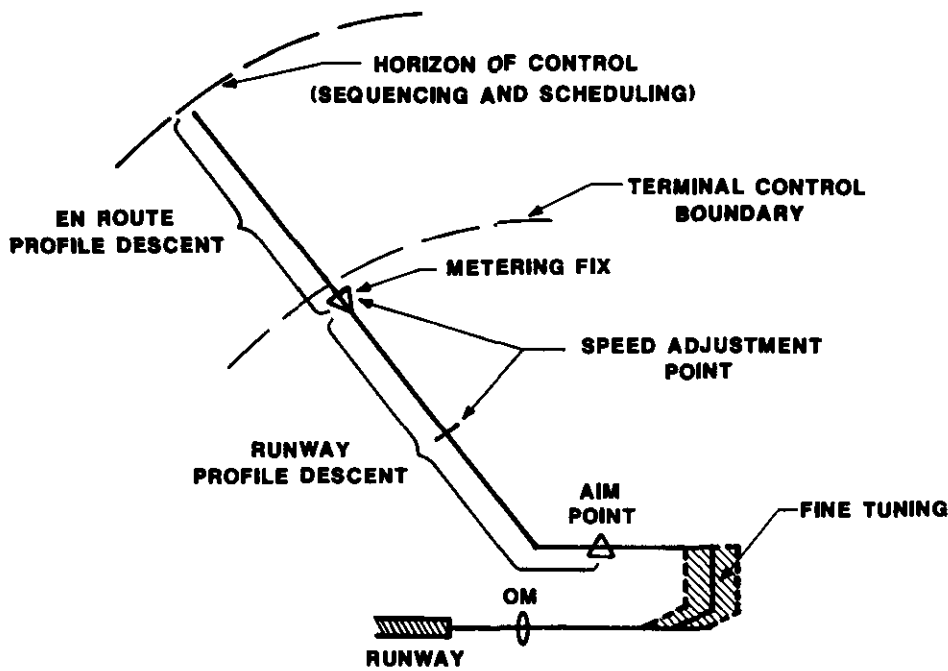 HORIZON OF CONTROL
(SEQUENCING AND SCHEDULING)
TERMINAL CONTROL
BOUNDARY
EN ROUTE
PROFILE DESCENT
METERING FIX
SPEED ADJUSTMENT
POINT
RUNWAY
PROFILE DESCENT
AIM
POINT
FINE TUNING
OM
RUNWAY